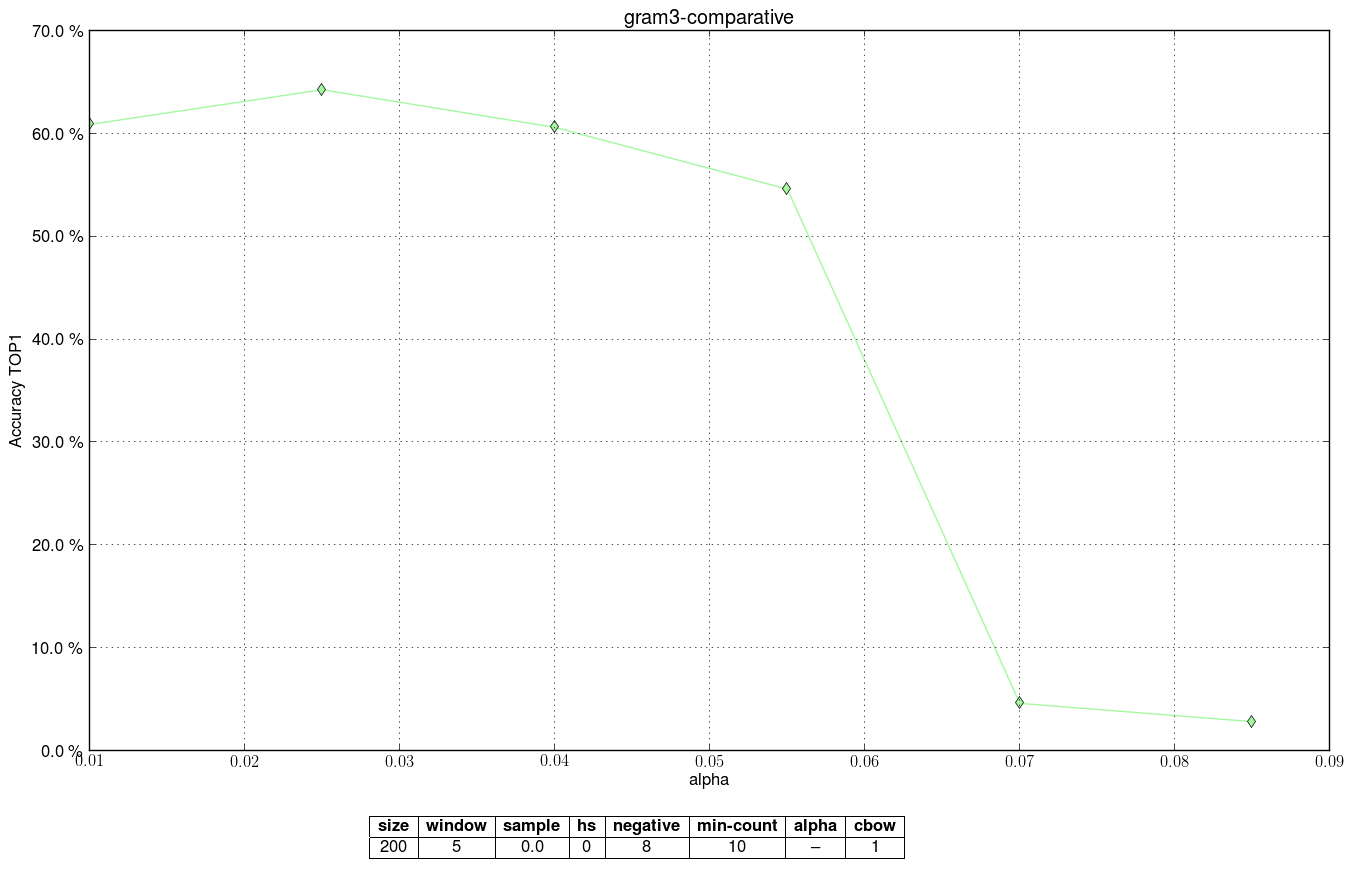 gram3-comparative
70.0 %
60.0 %
50.0 %
40.0 %
30.0 %
20.0 %
10.0 %
0.0 %
Accuracy TOP1
0.01 0.02 0.03 0.04 0.05 0.06 0.07 0.08 0.09
alpha
size window sample hs negative min-count alpha cbow
200 5 0.0 0 8 10 – 1